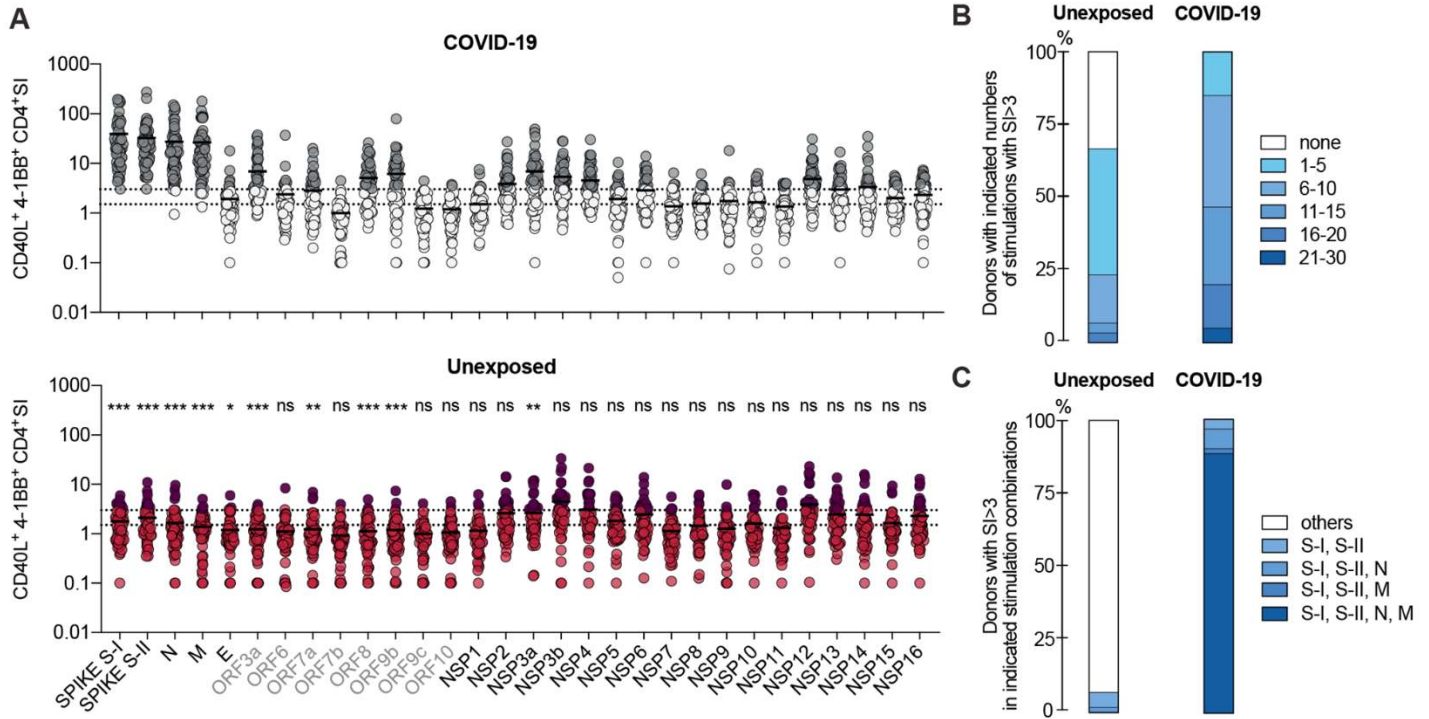 A
COVID-19
CD40L+ 4-1BB+ CD4+SI
1000
100
10
1
0.1
0.01
Unexposed
CD40L+ 4-1BB+ CD4+SI
1000
100
10
1
0.1
0.01
*** *** *** *** * *** ns ** ns *** *** ns ns ns ns ** ns ns ns ns ns ns ns ns ns ns ns ns ns ns
SPIKE S-I
SPIKE S-II
N
M
E
ORF3a
ORF6
ORF7a
ORF7b
ORF8
ORF9b
ORF9c
ORF10
NSP1
NSP2
NSP3a
NSP3b
NSP4
NSP5
NSP6
NSP7
NSP8
NSP9
NSP10
NSP11
NSP12
NSP13
NSP14
NSP15
NSP16
B
Unexposed COVID-19
%
Donors with indicated numbers
of stimulations with SI>3
100
75
50
25
0
none
1-5
6-10
11-15
16-20
21-30
C
Unexposed COVID-19
%
Donors with SI>3
in indicated stimulation combinations
100
75
50
25
0
others
S-I, S-II
S-I, S-II, N
S-I, S-II, M
S-I, S-II, N, M